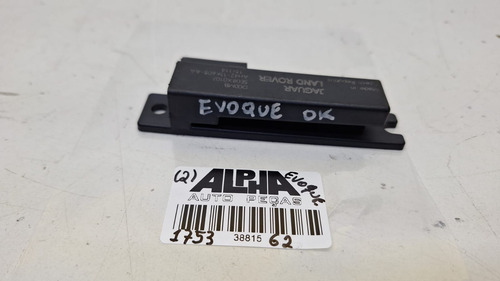 JAGUAR
LAND ROVER
EVOQUE OK
(2)
ALPHA
EVOQUE
AUTO PEÇAS
1753
38815
62